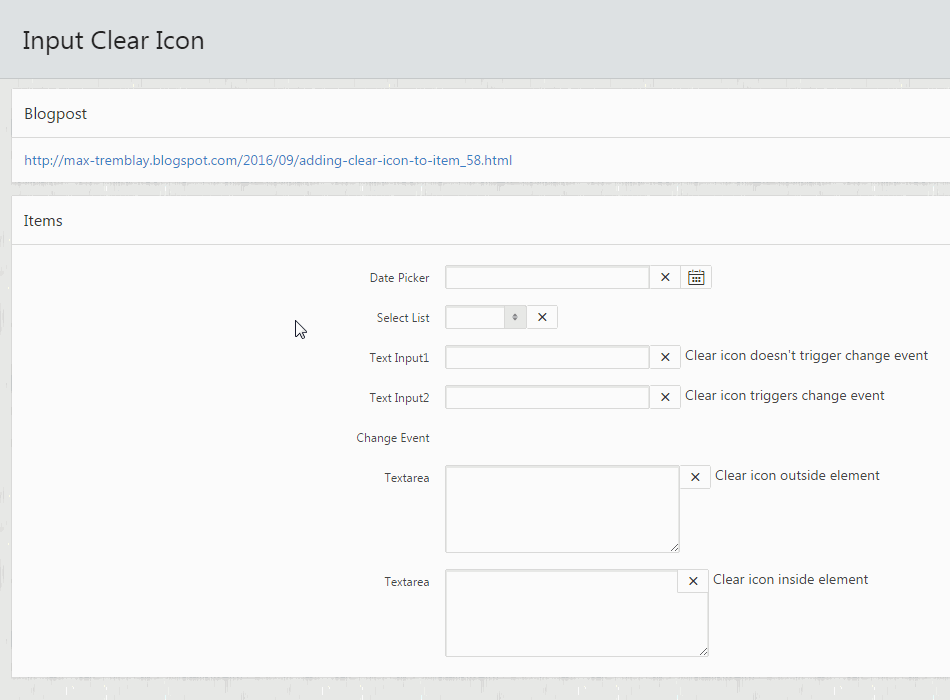 Input Clear Icon
Blogpost
http://max-tremblay.blogspot.com/2016/09/adding-clear-icon-to-item_58.html
Items
Date Picker
Select List
Text Input1 Clear icon doesn't trigger change event
Text Input2 Clear icon triggers change event
Change Event
Textarea Clear icon outside element
Textarea Clear icon inside element